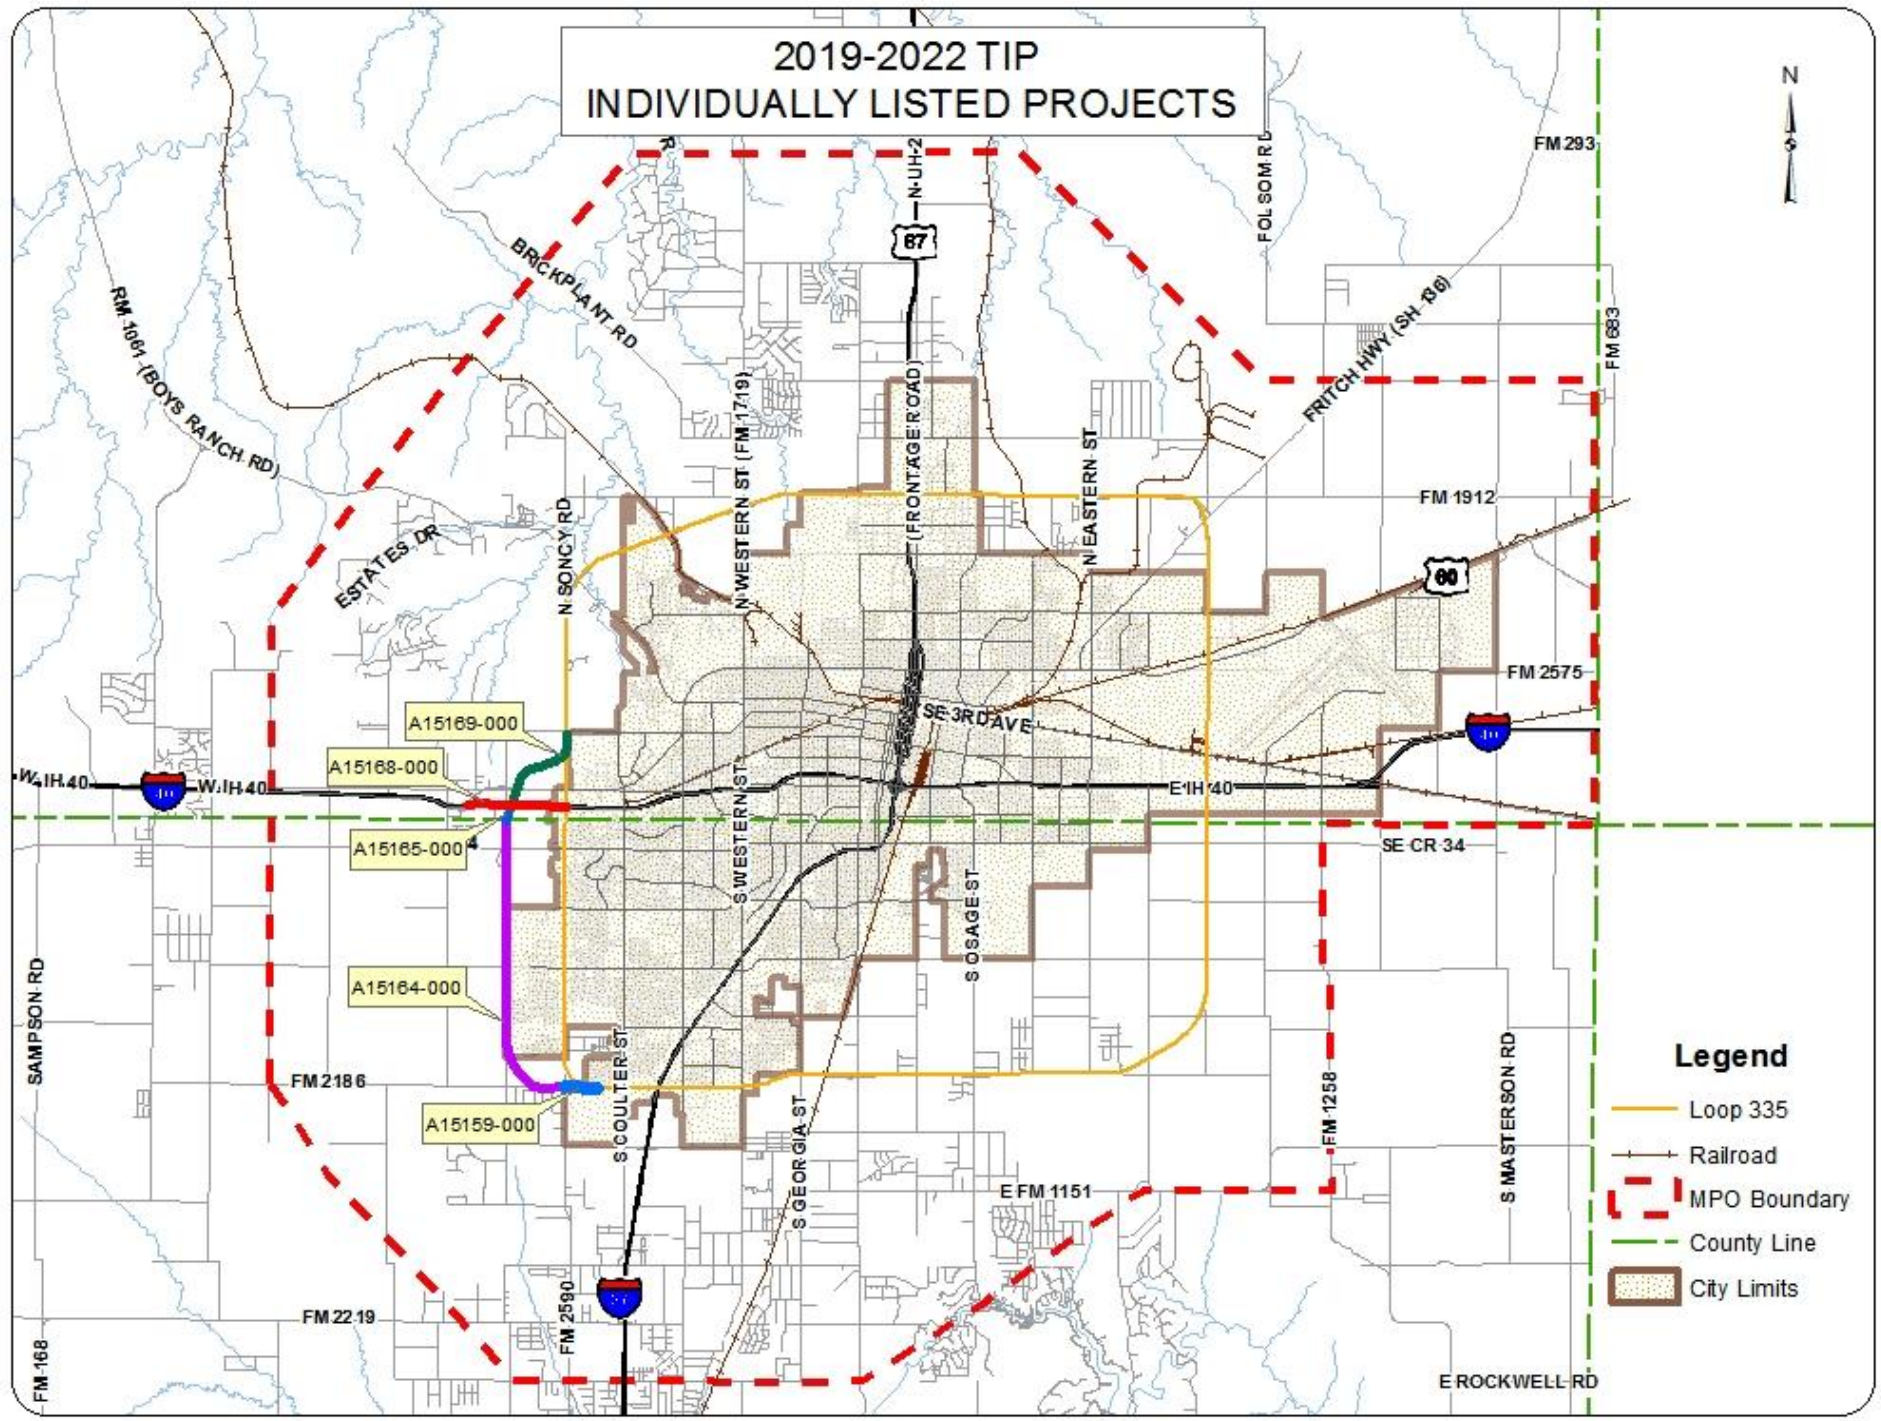 2019-2022 TIP
INDIVIDUALLY LISTED PROJECTS
N
FM 293
N-UH-2
FOLSOM RD
87
BRICKPLANT RD
RM 1061 (BOYS RANCH RD)
FRITCH HWY (SH 136)
FM 683
N WESTERN ST (FM 1719)
(FRONTAGE ROAD)
N EASTERN ST
FM 1912
N SONCY RD
ESTATES DR
60
FM 2575
A15169-000
SE 3RD AVE
40
A15168-000
W IH 40
40
W IH 40
E IH 40
S WESTERN ST
A15165-000
4
SE CR 34
S OSAGE ST
A15164-000
SAMPSON RD
S COULTER ST
FM 2186
A15159-000
S GEORGIA ST
FM 1258
S MASTERSON RD
E FM 1151
Legend
Loop 335
Railroad
MPO Boundary
County Line
City Limits
FM 2590
27
FM 2219
FM 168
E ROCKWELL RD